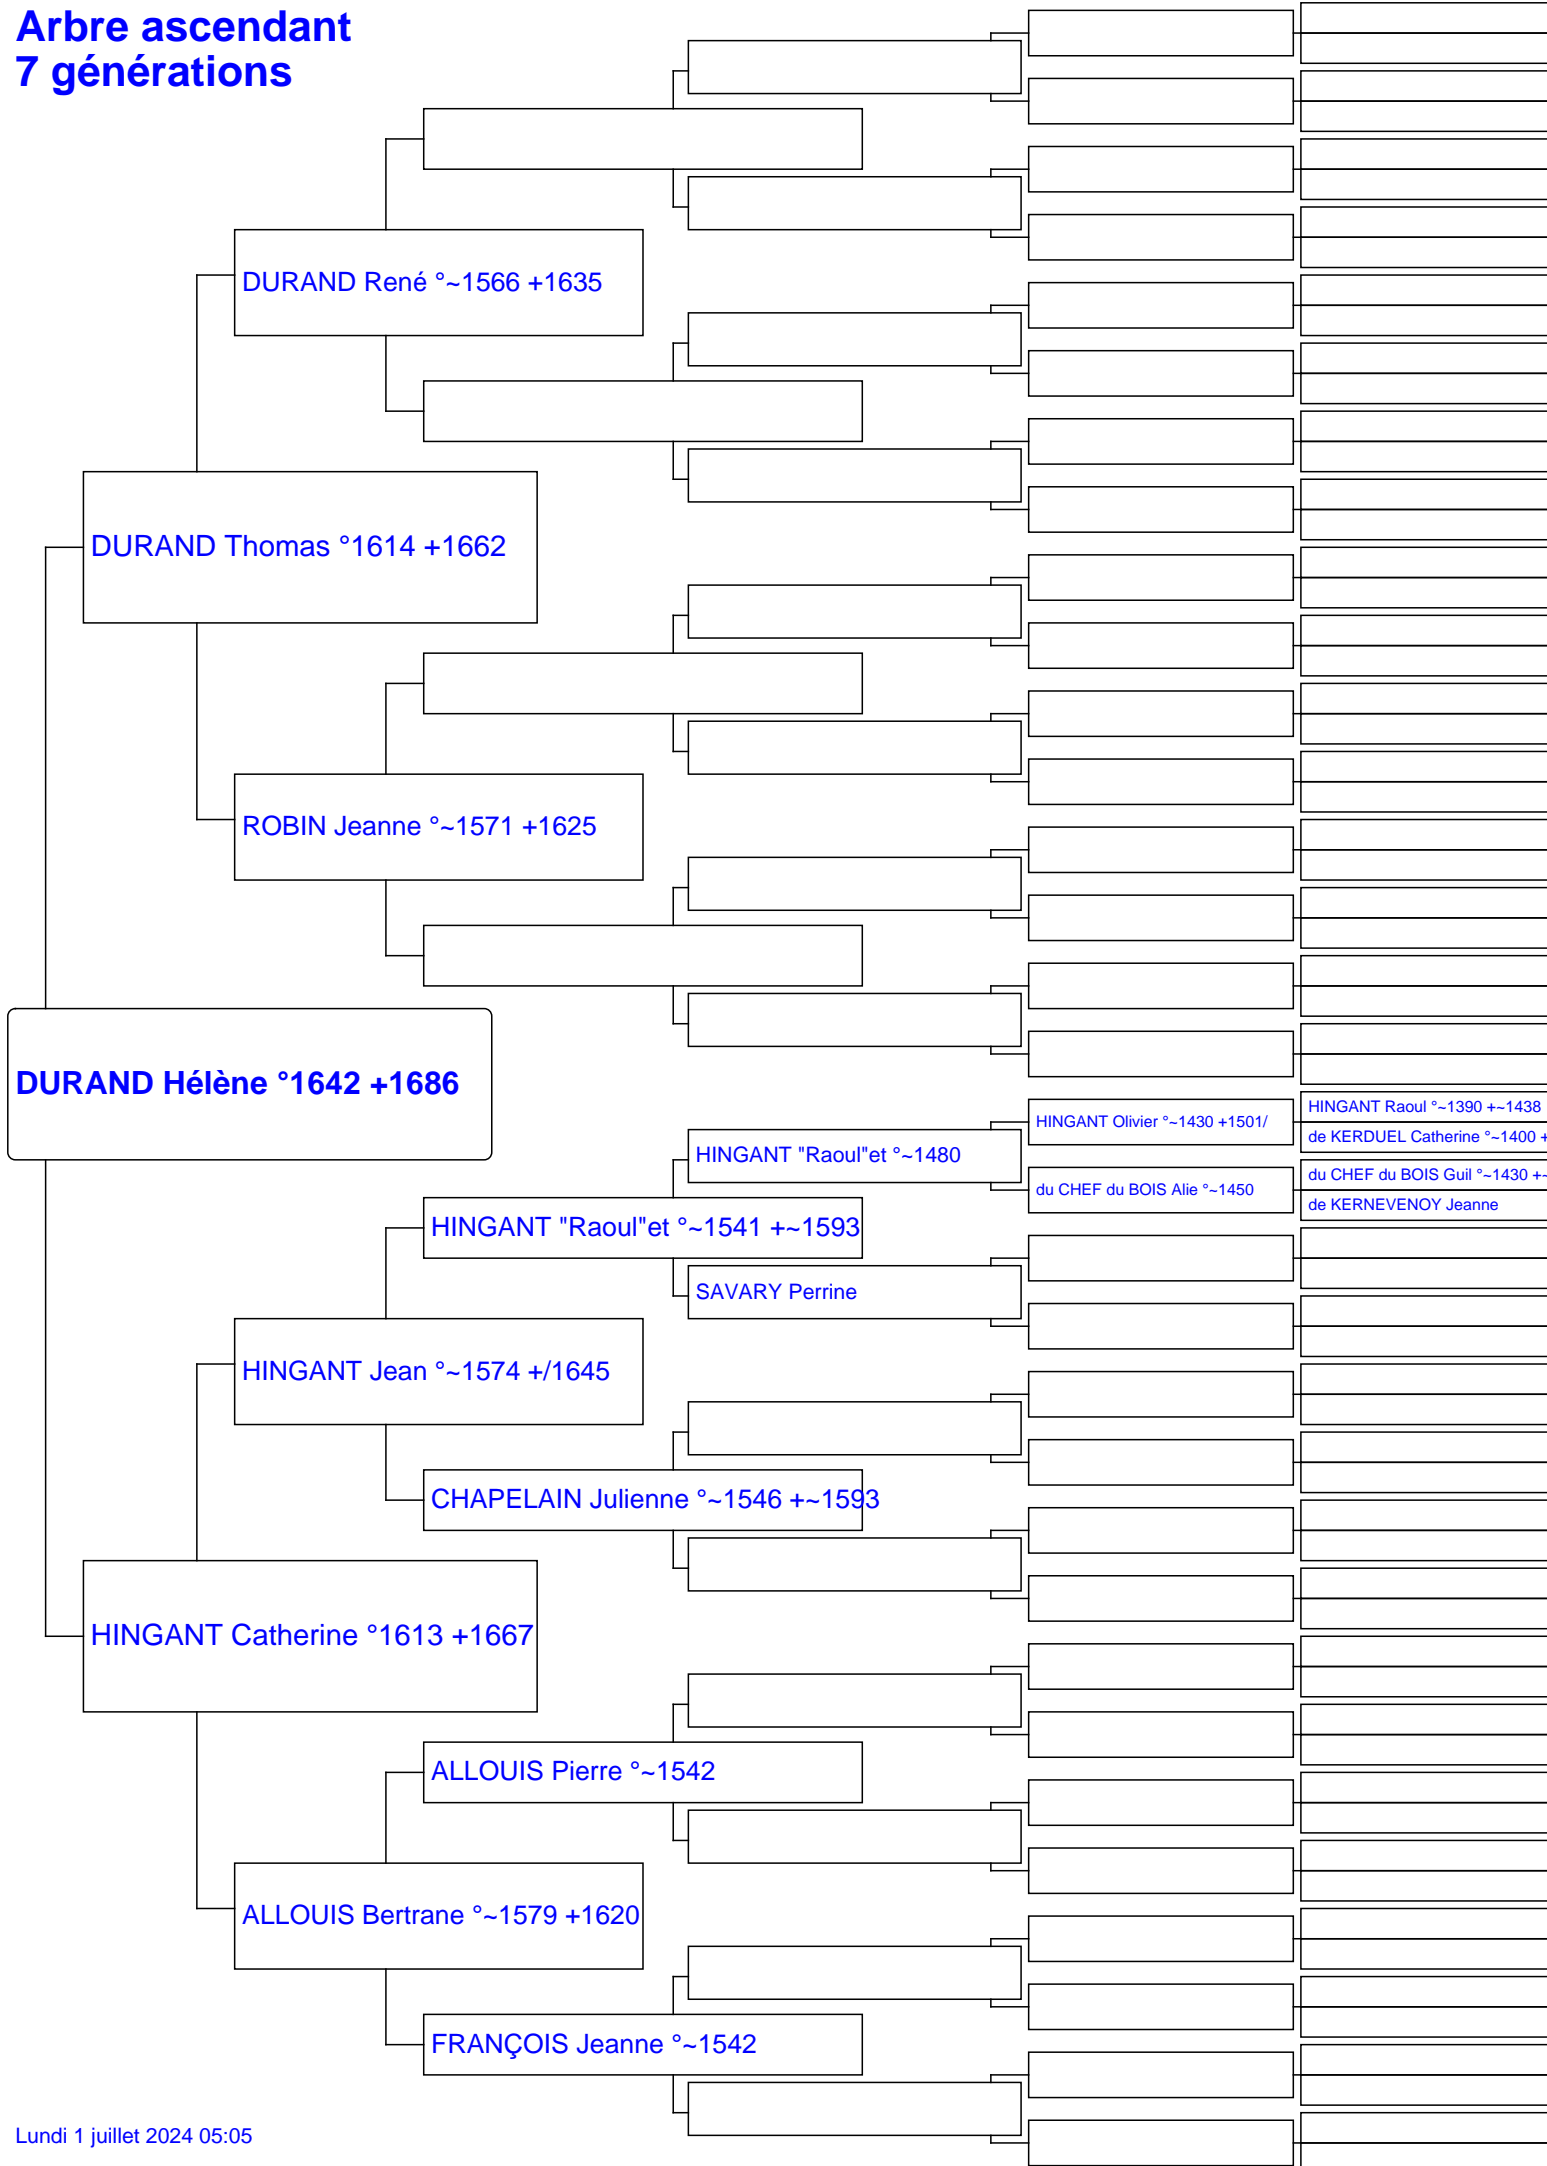 Arbre ascendant
7 générations
DURAND René °~1566 +1635
DURAND Thomas °1614 +1662
ROBIN Jeanne °~1571 +1625
DURAND Hélène °1642 +1686
HINGANT Raoul °~1390 +~1438
HINGANT Olivier °~1430 +1501/
de KERDUEL Catherine °~1400 +
HINGANT "Raoul"et °~1480
du CHEF du BOIS Guil °~1430 +~
du CHEF du BOIS Alie °~1450
de KERNEVENOY Jeanne
HINGANT "Raoul"et °~1541 +~1593
SAVARY Perrine
HINGANT Jean °~1574 +/1645
CHAPELAIN Julienne °~1546 +~1593
HINGANT Catherine °1613 +1667
ALLOUIS Pierre °~1542
ALLOUIS Bertrane °~1579 +1620
FRANÇOIS Jeanne °~1542
Lundi 1 juillet 2024 05:05